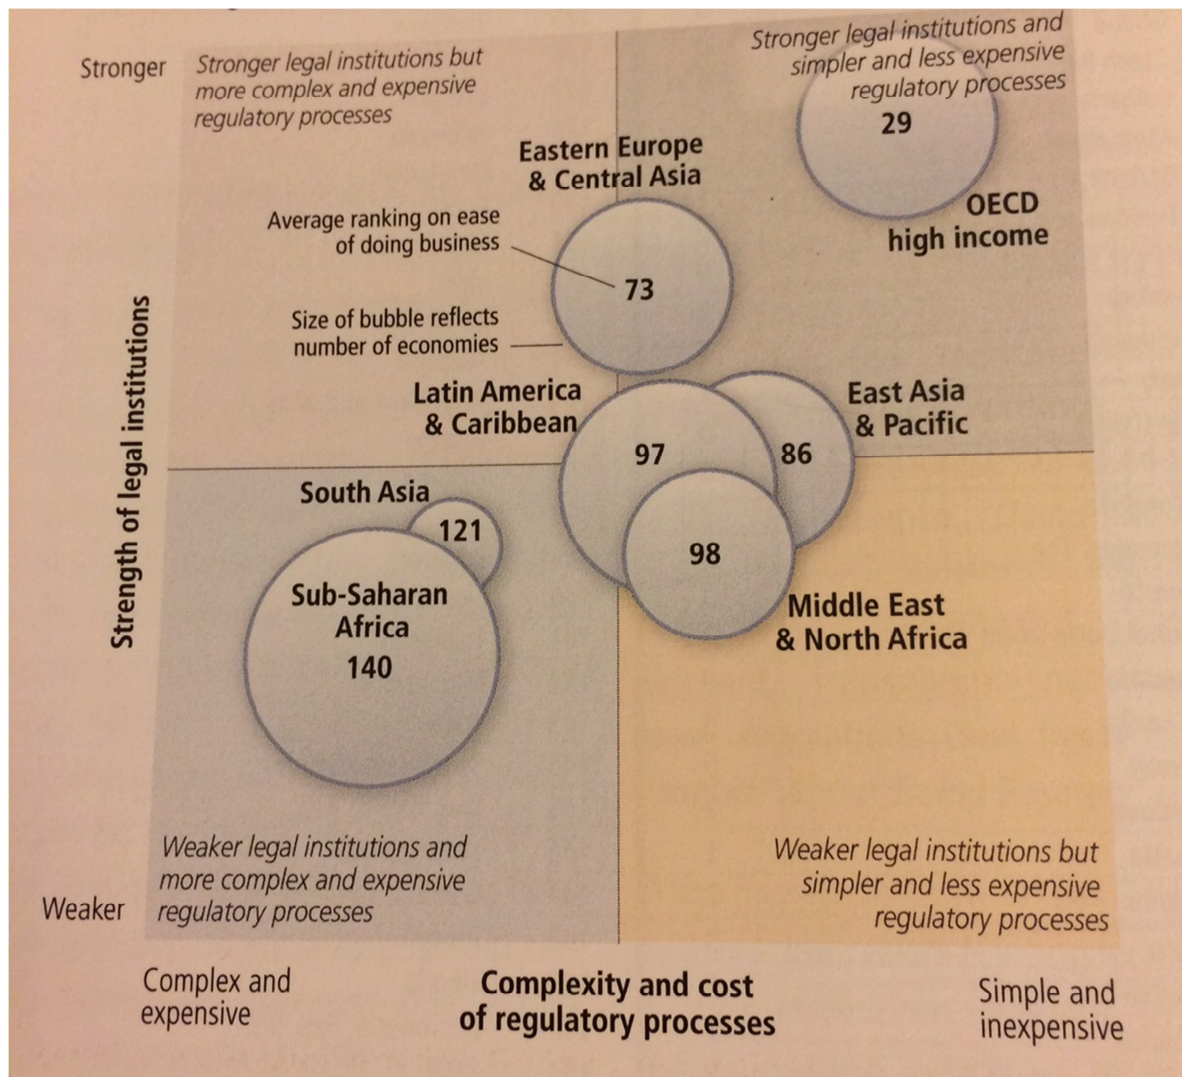 Stronger
Stronger legal institutions but
more complex and expensive
regulatory processes
Stronger legal institutions and
simpler and less expensive
regulatory processes
29
OECD
high income
Eastern Europe
& Central Asia
Average ranking on ease
of doing business
73
Size of bubble reflects
number of economies
Latin America
& Caribbean
97
East Asia
& Pacific
86
South Asia
121
98
Middle East
& North Africa
Sub-Saharan
Africa
140
Strength of legal institutions
Weaker legal institutions and
more complex and expensive
regulatory processes
Weaker legal institutions but
simpler and less expensive
regulatory processes
Weaker
Complex and
expensive
Complexity and cost
of regulatory processes
Simple and
inexpensive